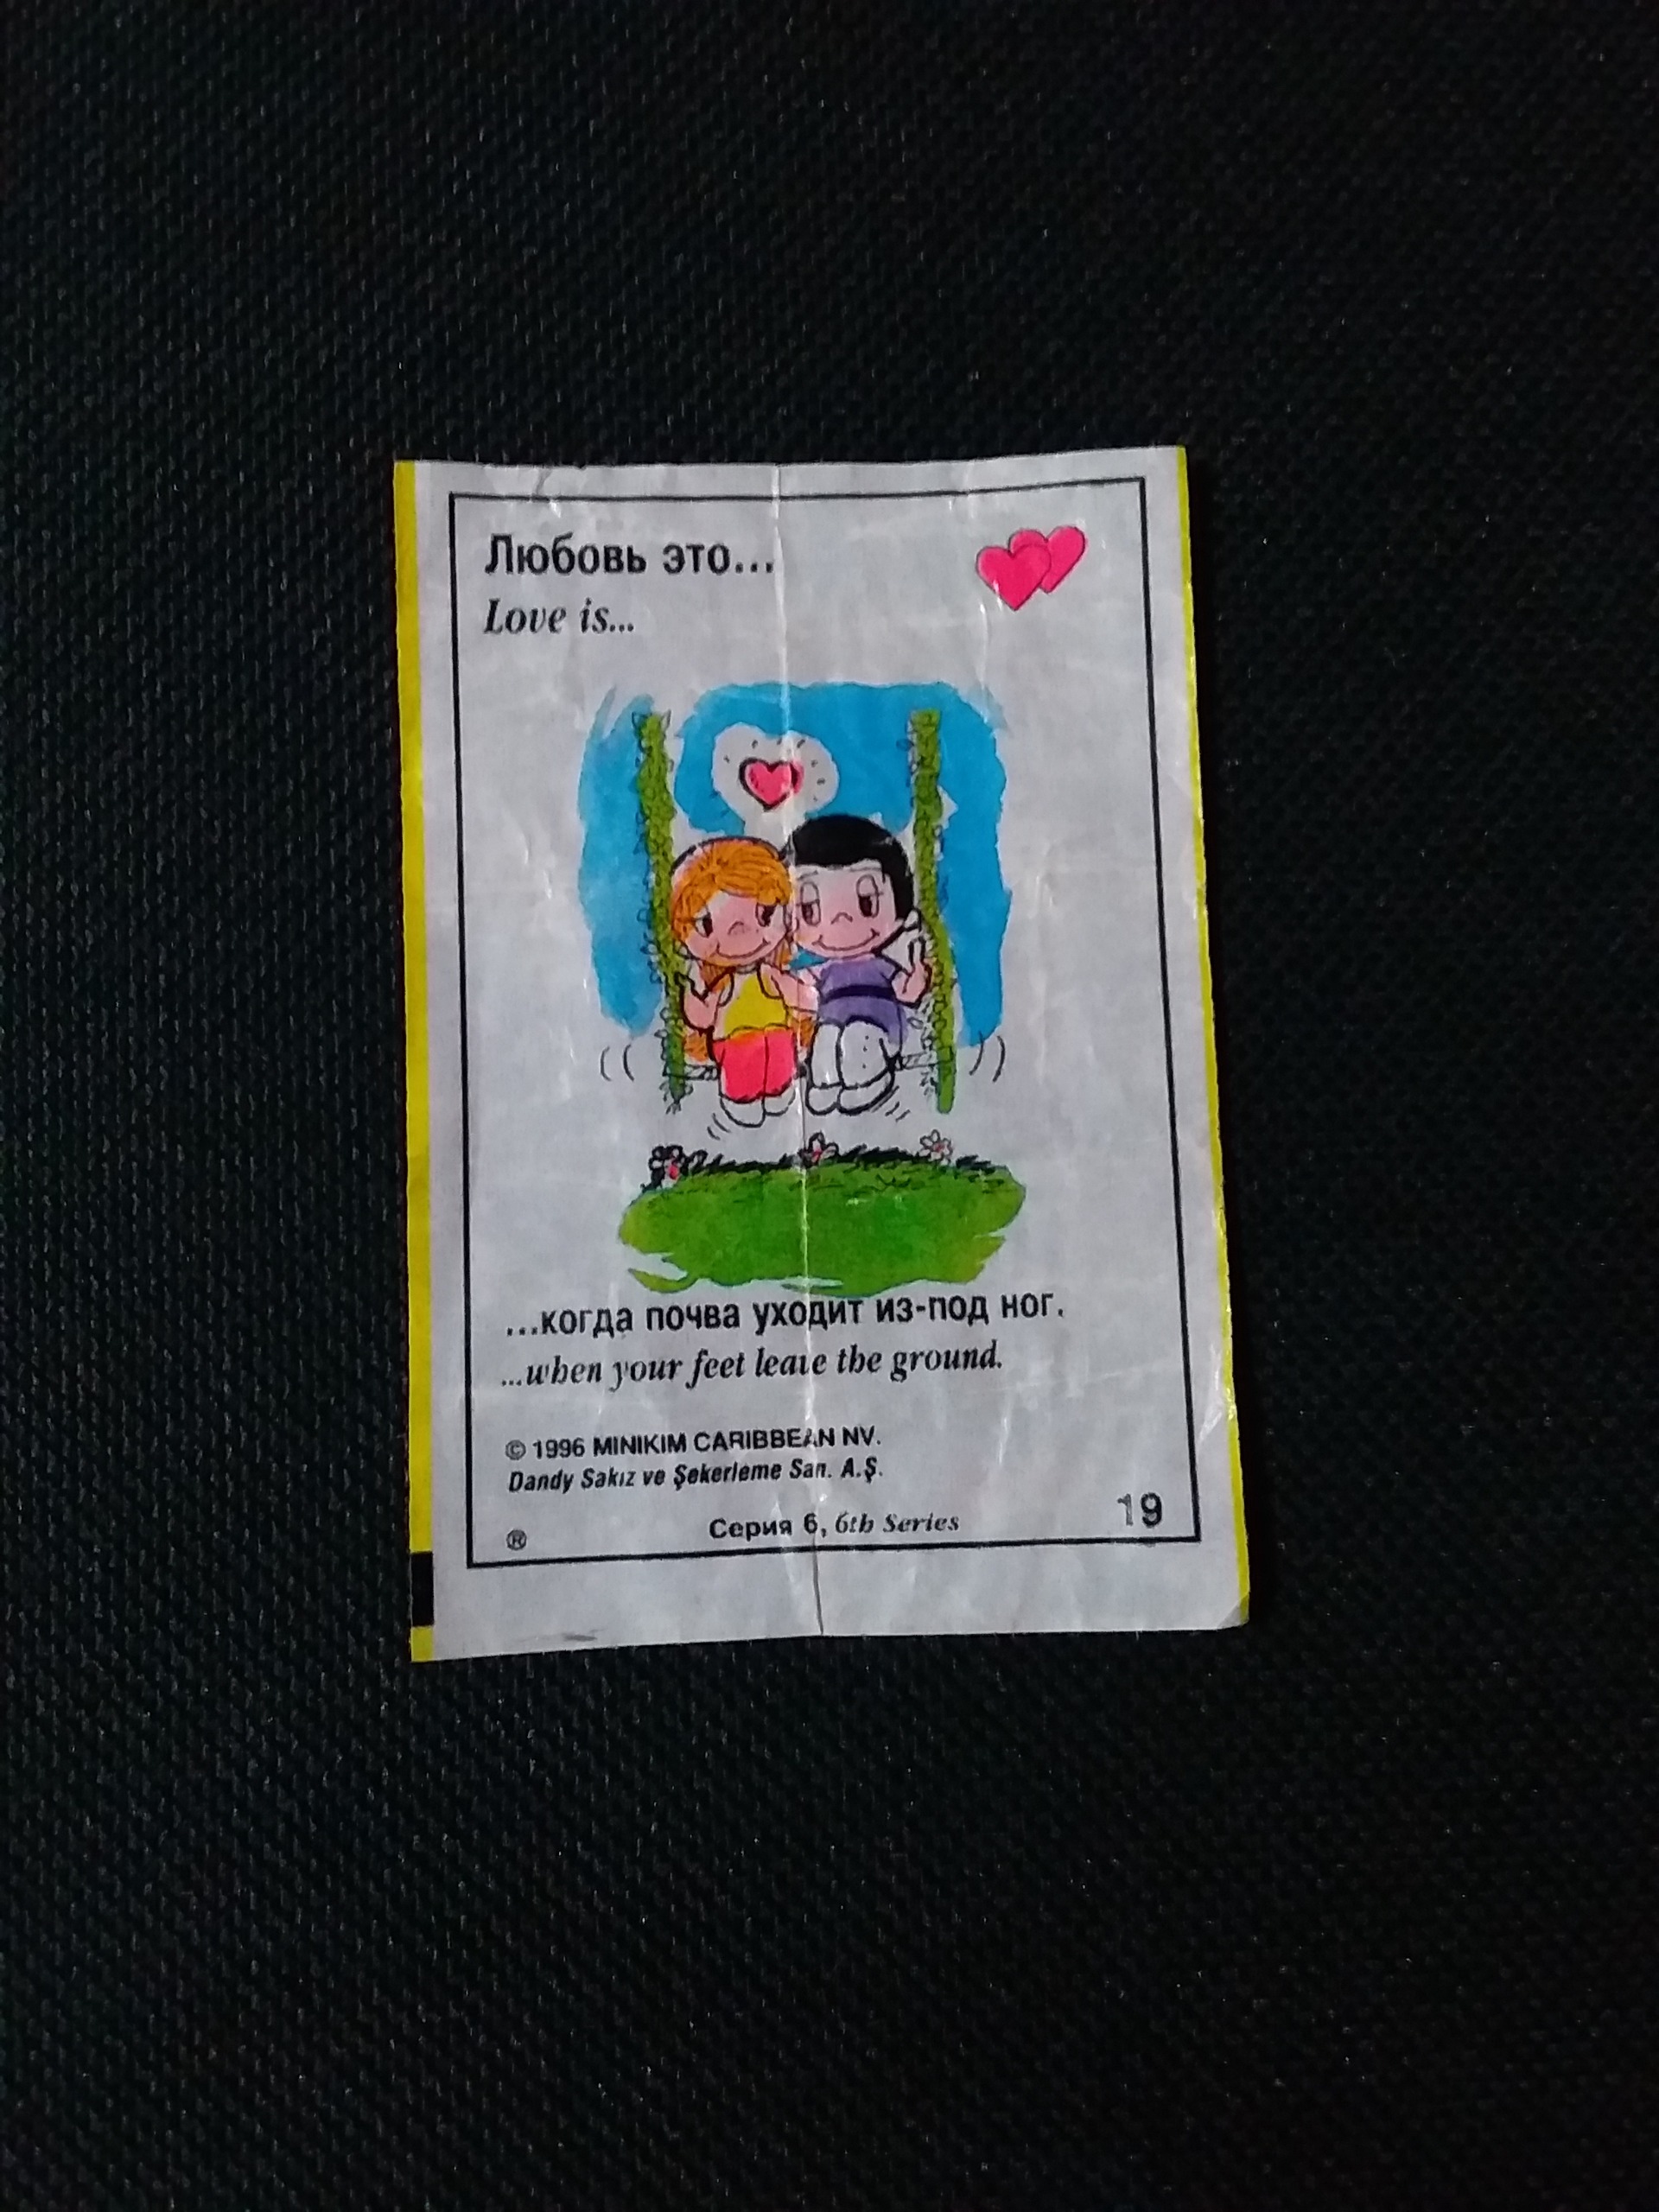 Любовь это...
Love is...
...когда почва уходит из-под ног.
...when your feet leave the ground.
© 1996 MINIKIM CARIBBEAN NV.
Dandy Sakız ve Şekerleme San. A.Ş.
® Серия 6, 6th Series 19